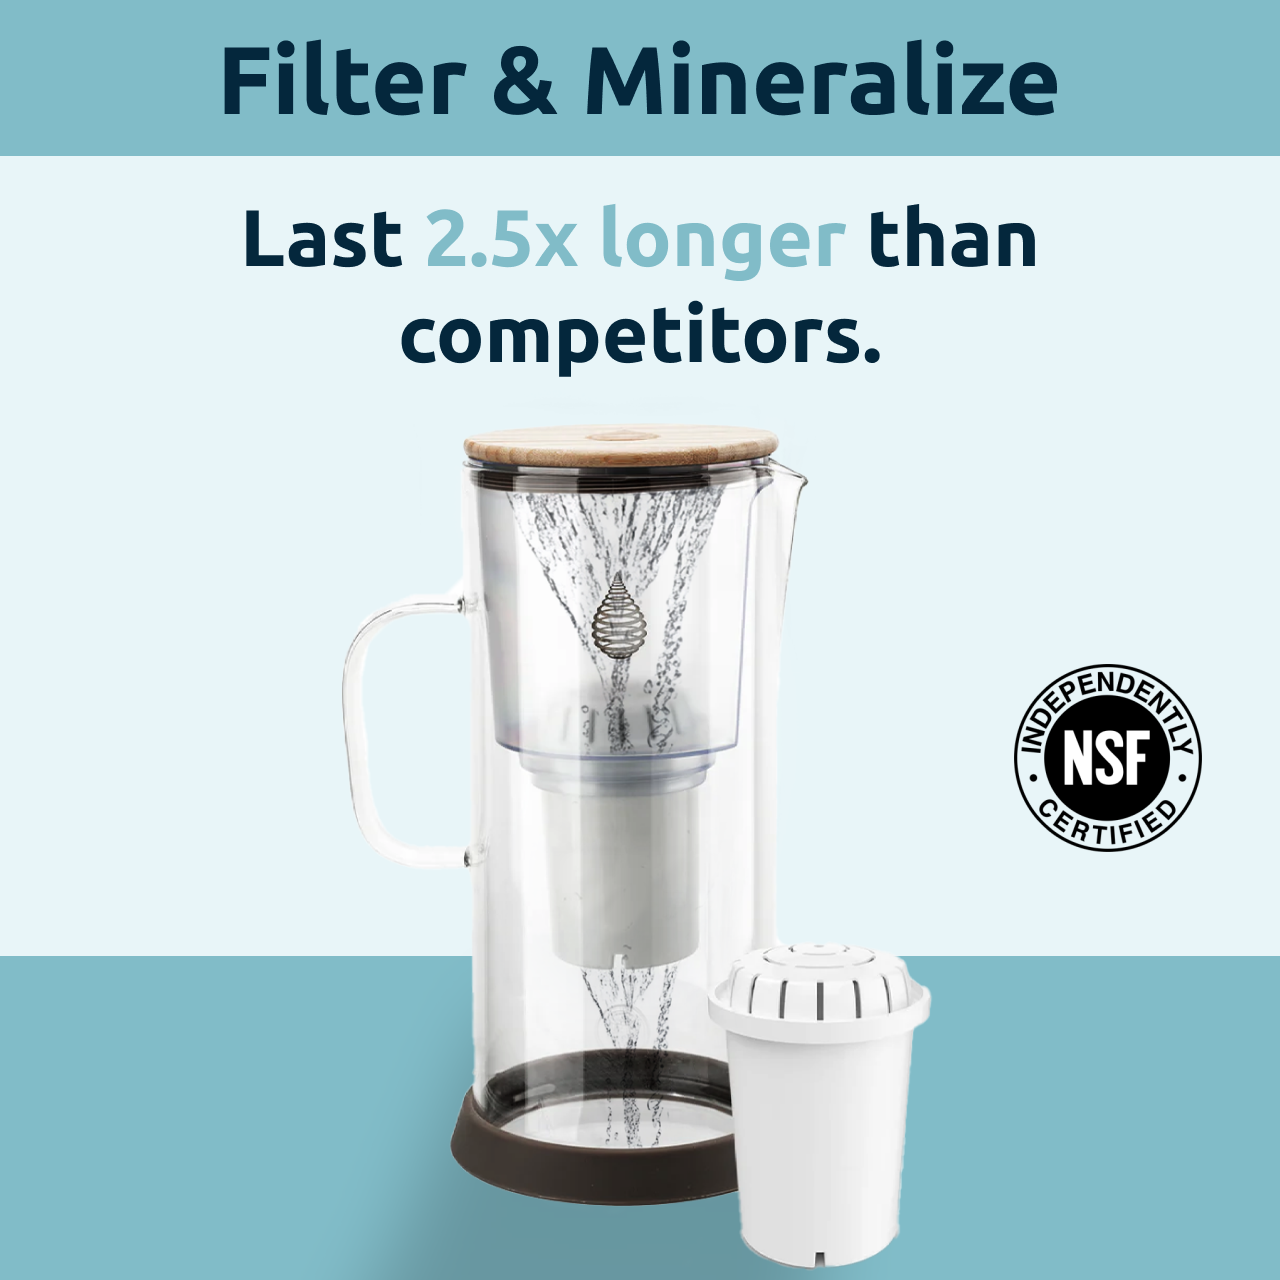 Filter & Mineralize
Last 2.5x longer than
competitors.
INDEPENDENTLY
NSF
CERTIFIED